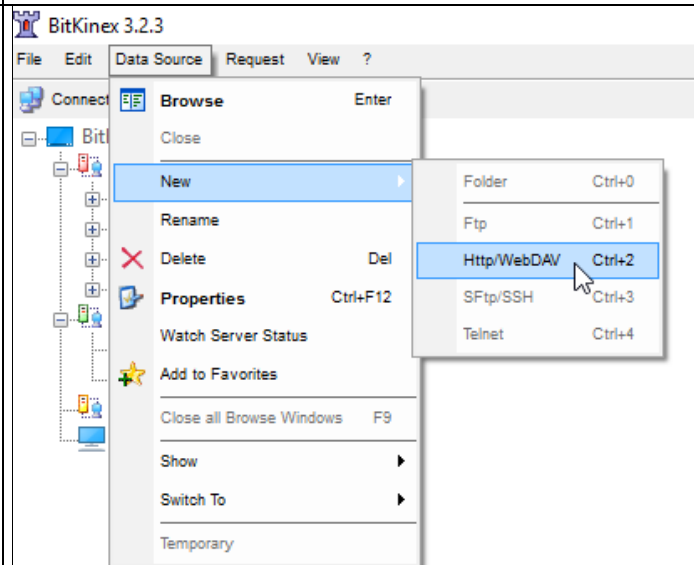 BitKinex 3.2.3
File Edit Data Source Request View ?
Connect
Browse Enter
Close
New
Rename
Delete Del
Properties Ctrl+F12
Watch Server Status
Add to Favorites
Close all Browse Windows F9
Show
Switch To
Temporary
Folder Ctrl+0
Ftp Ctrl+1
Http/WebDAV Ctrl+2
SFtp/SSH Ctrl+3
Telnet Ctrl+4